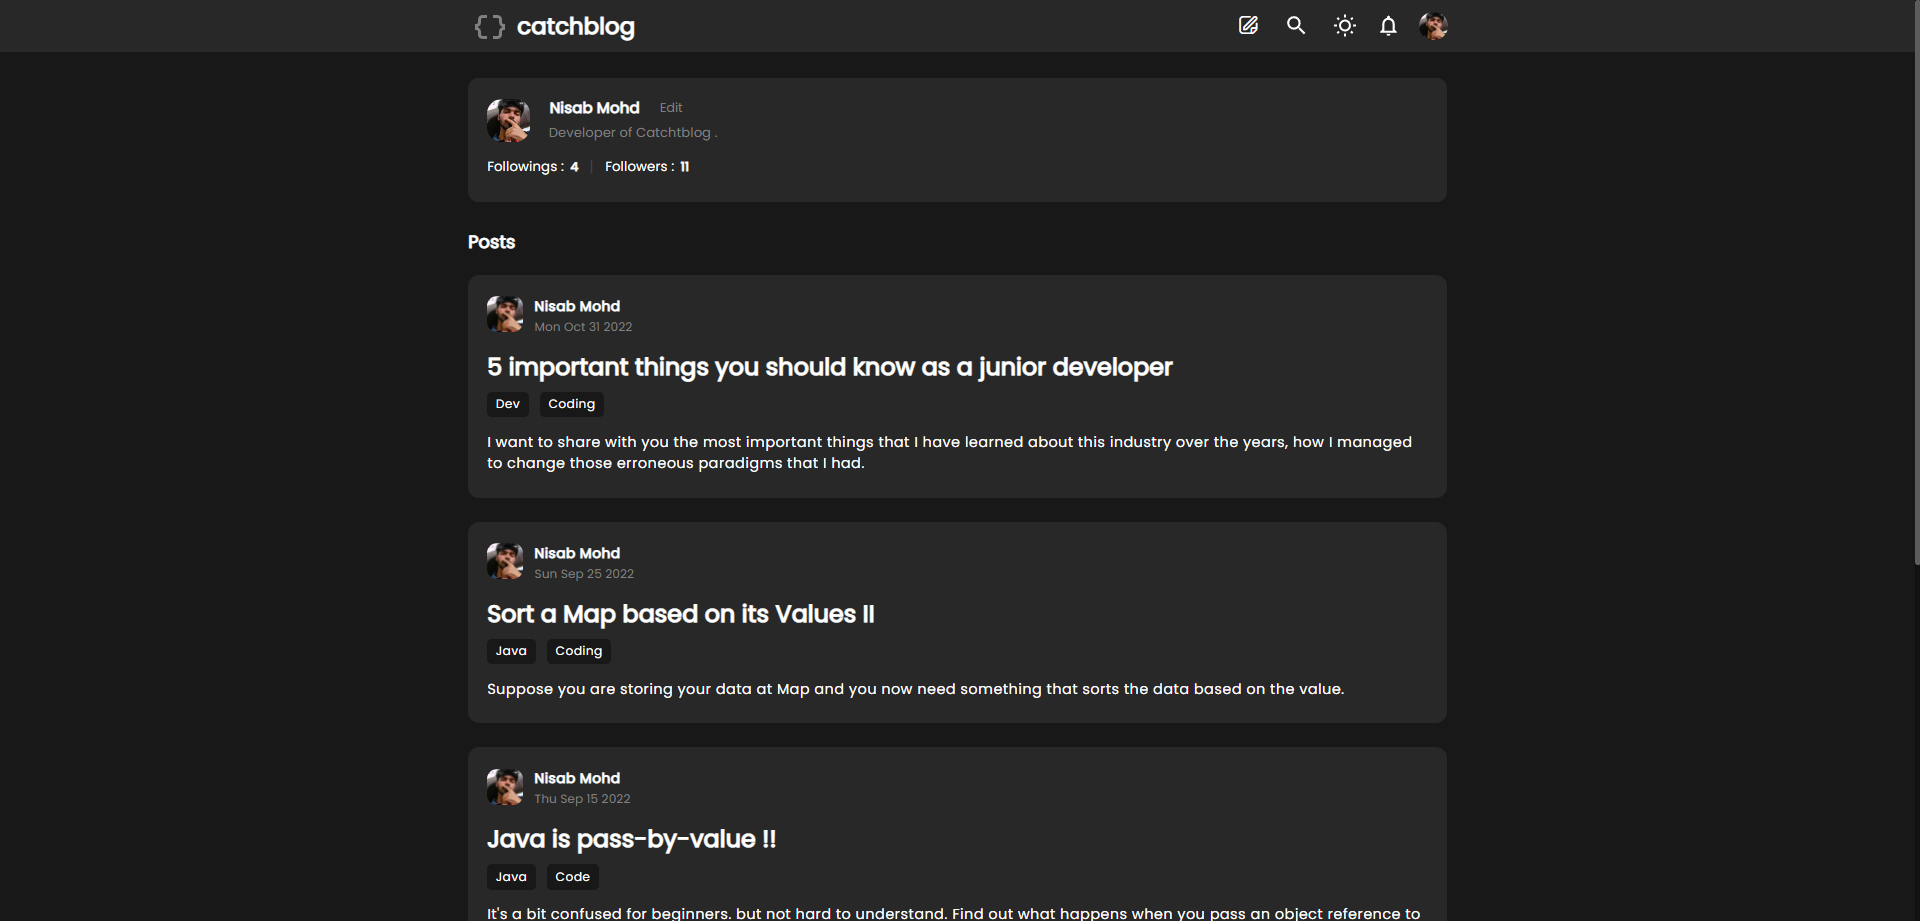 { } catchblog
Nisab Mohd Edit
Developer of Catchtblog .
Followings : 4 | Followers : 11
Posts
Nisab Mohd
Mon Oct 31 2022
5 important things you should know as a junior developer
Dev Coding
I want to share with you the most important things that I have learned about this industry over the years, how I managed
to change those erroneous paradigms that I had.
Nisab Mohd
Sun Sep 25 2022
Sort a Map based on its Values II
Java Coding
Suppose you are storing your data at Map and you now need something that sorts the data based on the value.
Nisab Mohd
Thu Sep 15 2022
Java is pass-by-value !!
Java Code
It's a bit confused for beginners. but not hard to understand. Find out what happens when you pass an object reference to